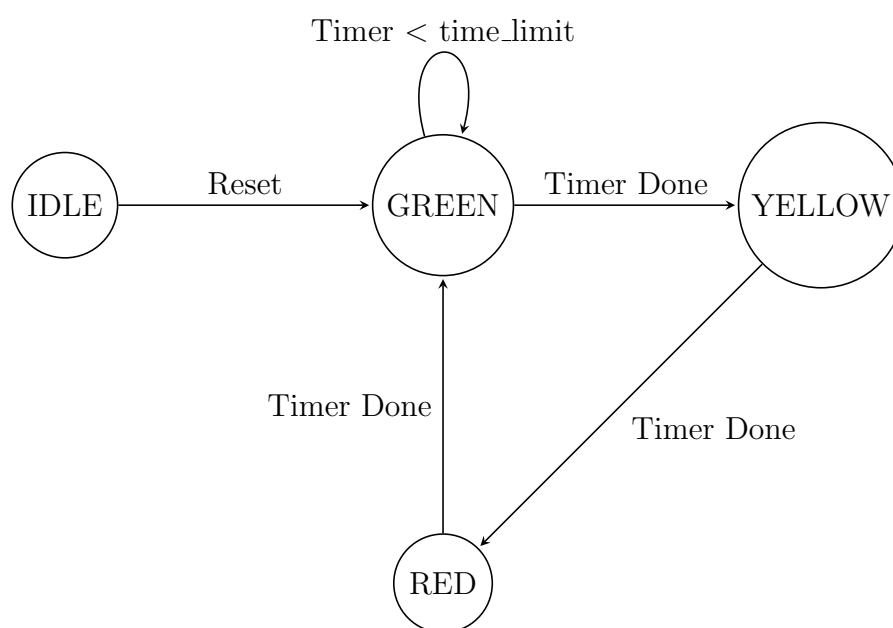 Timer < time_limit
IDLE
Reset
GREEN
Timer Done
YELLOW
Timer Done
Timer Done
RED